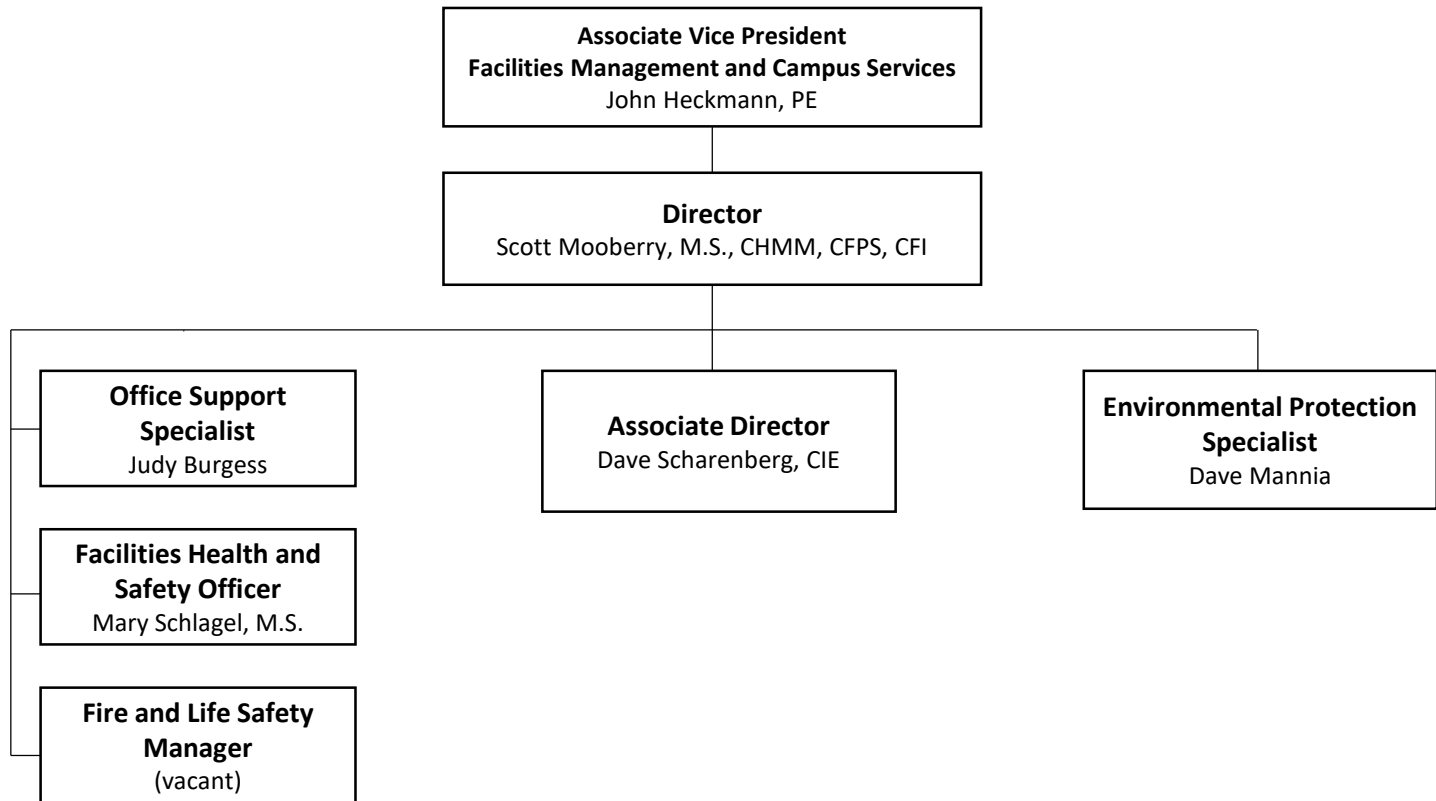 Associate Vice President
Facilities Management and Campus Services
John Heckmann, PE
Director
Scott Mooberry, M.S., CHMM, CFPS, CFI
Office Support
Specialist
Judy Burgess
Associate Director
Dave Scharenberg, CIE
Environmental Protection
Specialist
Dave Mannia
Facilities Health and
Safety Officer
Mary Schlagel, M.S.
Fire and Life Safety
Manager
(vacant)